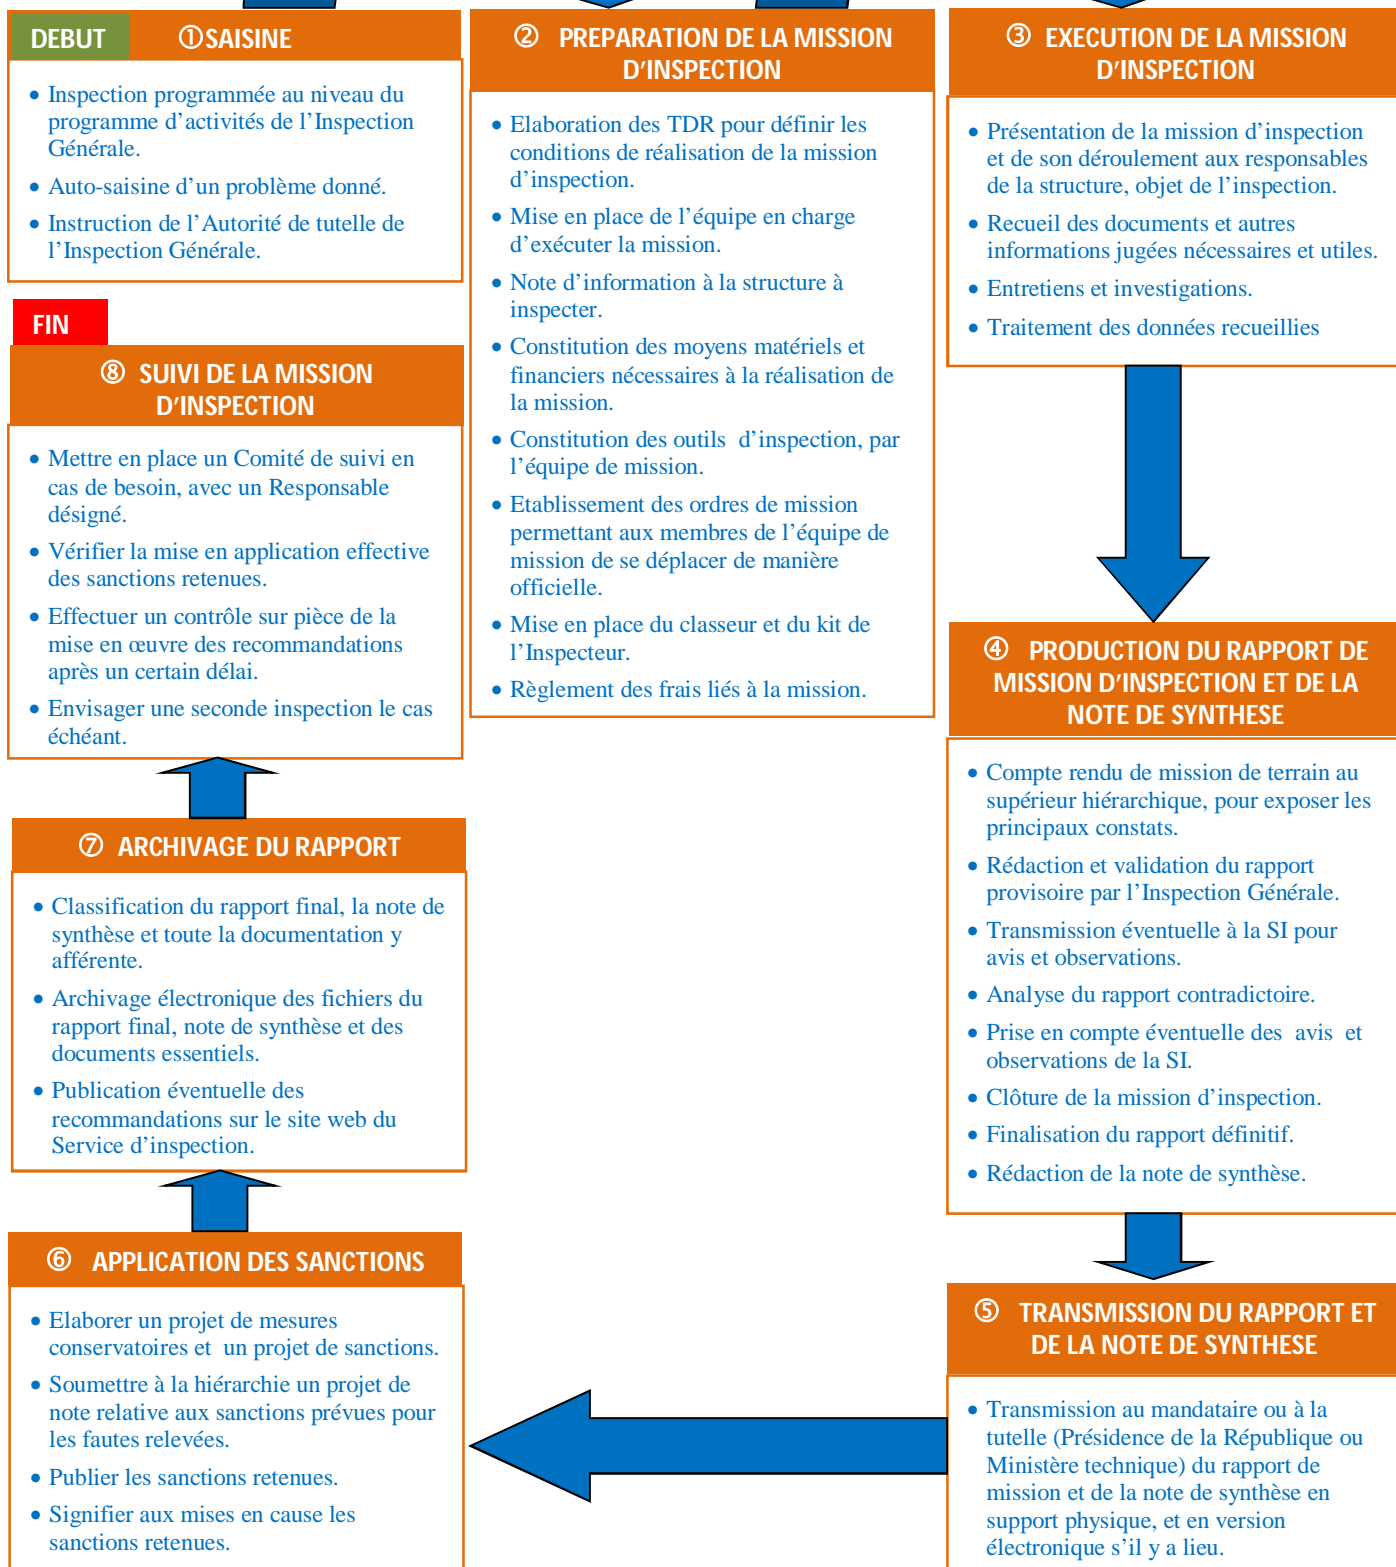 DEBUT
① SAISINE
• Inspection programmée au niveau du
programme d’activités de l’Inspection
Générale.
• Auto-saisine d’un problème donné.
• Instruction de l’Autorité de tutelle de
l’Inspection Générale.
② PREPARATION DE LA MISSION
D’INSPECTION
• Elaboration des TDR pour définir les
conditions de réalisation de la mission
d’inspection.
• Mise en place de l’équipe en charge
d’exécuter la mission.
• Note d’information à la structure à
inspecter.
• Constitution des moyens matériels et
financiers nécessaires à la réalisation de
la mission.
• Constitution des outils d’inspection, par
l’équipe de mission.
• Etablissement des ordres de mission
permettant aux membres de l’équipe de
mission de se déplacer de manière
officielle.
• Mise en place du classeur et du kit de
l’Inspecteur.
• Règlement des frais liés à la mission.
③ EXECUTION DE LA MISSION
D’INSPECTION
• Présentation de la mission d’inspection
et de son déroulement aux responsables
de la structure, objet de l’inspection.
• Recueil des documents et autres
informations jugées nécessaires et utiles.
• Entretiens et investigations.
• Traitement des données recueillies
④ PRODUCTION DU RAPPORT DE
MISSION D’INSPECTION ET DE LA
NOTE DE SYNTHESE
• Compte rendu de mission de terrain au
supérieur hiérarchique, pour exposer les
principaux constats.
• Rédaction et validation du rapport
provisoire par l’Inspection Générale.
• Transmission éventuelle à la SI pour
avis et observations.
• Analyse du rapport contradictoire.
• Prise en compte éventuelle des avis et
observations de la SI.
• Clôture de la mission d’inspection.
• Finalisation du rapport définitif.
• Rédaction de la note de synthèse.
⑤ TRANSMISSION DU RAPPORT ET
DE LA NOTE DE SYNTHESE
• Transmission au mandataire ou à la
tutelle (Présidence de la République ou
Ministère technique) du rapport de
mission et de la note de synthèse en
support physique, et en version
électronique s’il y a lieu.
⑥ APPLICATION DES SANCTIONS
• Elaborer un projet de mesures
conservatoires et un projet de sanctions.
• Soumettre à la hiérarchie un projet de
note relative aux sanctions prévues pour
les fautes relevées.
• Publier les sanctions retenues.
• Signifier aux mises en cause les
sanctions retenues.
⑦ ARCHIVAGE DU RAPPORT
• Classification du rapport final, la note de
synthèse et toute la documentation y
afférente.
• Archivage électronique des fichiers du
rapport final, note de synthèse et des
documents essentiels.
• Publication éventuelle des
recommandations sur le site web du
Service d’inspection.
FIN
⑧ SUIVI DE LA MISSION
D’INSPECTION
• Mettre en place un Comité de suivi en
cas de besoin, avec un Responsable
désigné.
• Vérifier la mise en application effective
des sanctions retenues.
• Effectuer un contrôle sur pièce de la
mise en œuvre des recommandations
après un certain délai.
• Envisager une seconde inspection le cas
échéant.